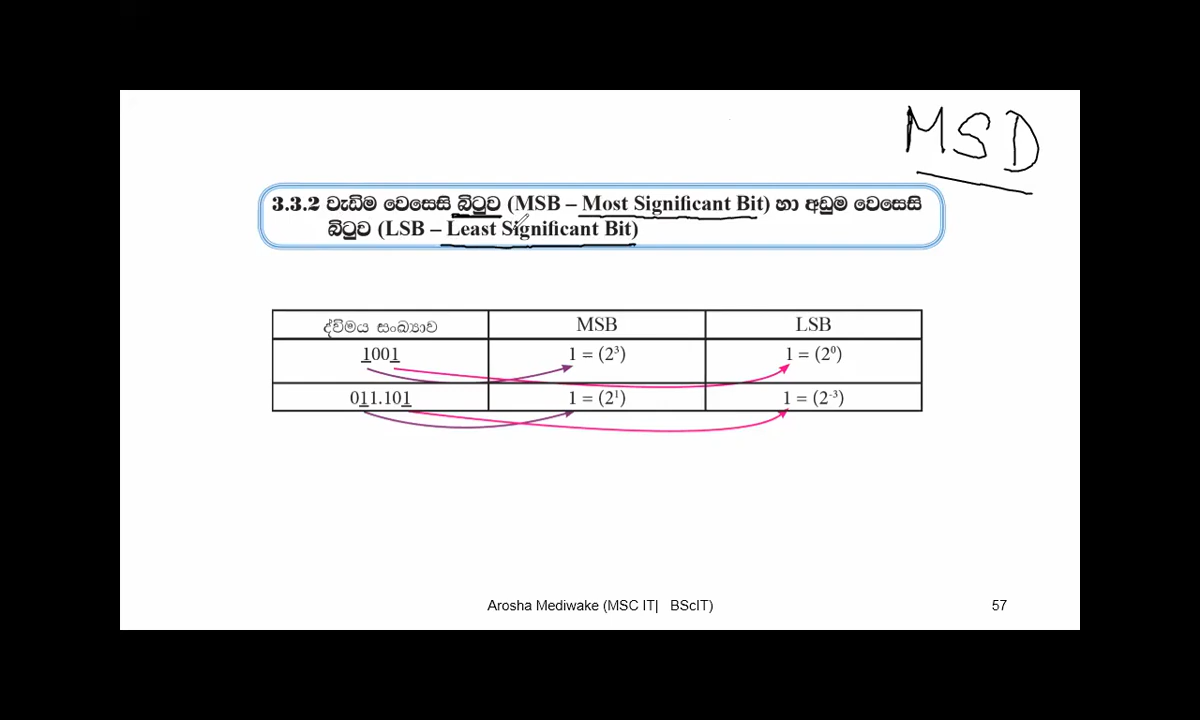 MSD
3.3.2 වැඩිම වෙසෙසි බිටුව (MSB – Most Significant Bit) හා අඩුම වෙසෙසි
බිටුව (LSB – Least Significant Bit)
ද්විමය සංඛ්‍යාව MSB LSB
1001 1 = (2³) 1 = (2⁰)
011.101 1 = (2¹) 1 = (2⁻³)
Arosha Mediwake (MSC IT| BScIT) 57